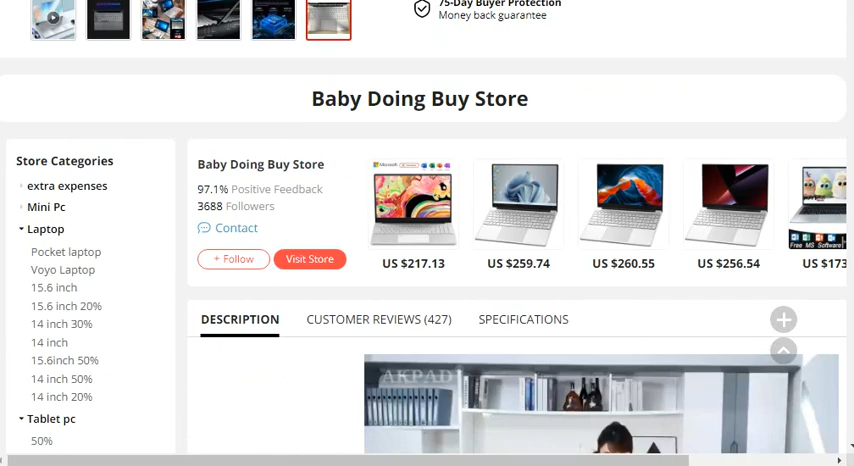 75-Day Buyer Protection
Money back guarantee
Baby Doing Buy Store
Store Categories
extra expenses
Mini Pc
Laptop
Pocket laptop
Voyo Laptop
15.6 inch
15.6 inch 20%
14 inch 30%
14 inch
15.6inch 50%
14 inch 50%
14 inch 20%
Tablet pc
50%
Baby Doing Buy Store
97.1% Positive Feedback
3688 Followers
Contact
+ Follow
Visit Store
Microsoft
Free MS Software
US $217.13
US $259.74
US $260.55
US $256.54
US $173
DESCRIPTION
CUSTOMER REVIEWS (427)
SPECIFICATIONS
AKPAD